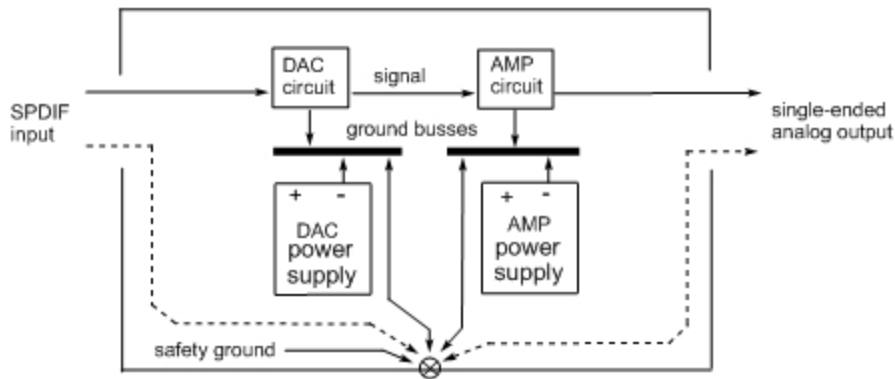 DAC
circuit
signal
AMP
circuit
SPDIF
input
single-ended
analog output
ground busses
+ -
DAC
power
supply
+ -
AMP
power
supply
safety ground